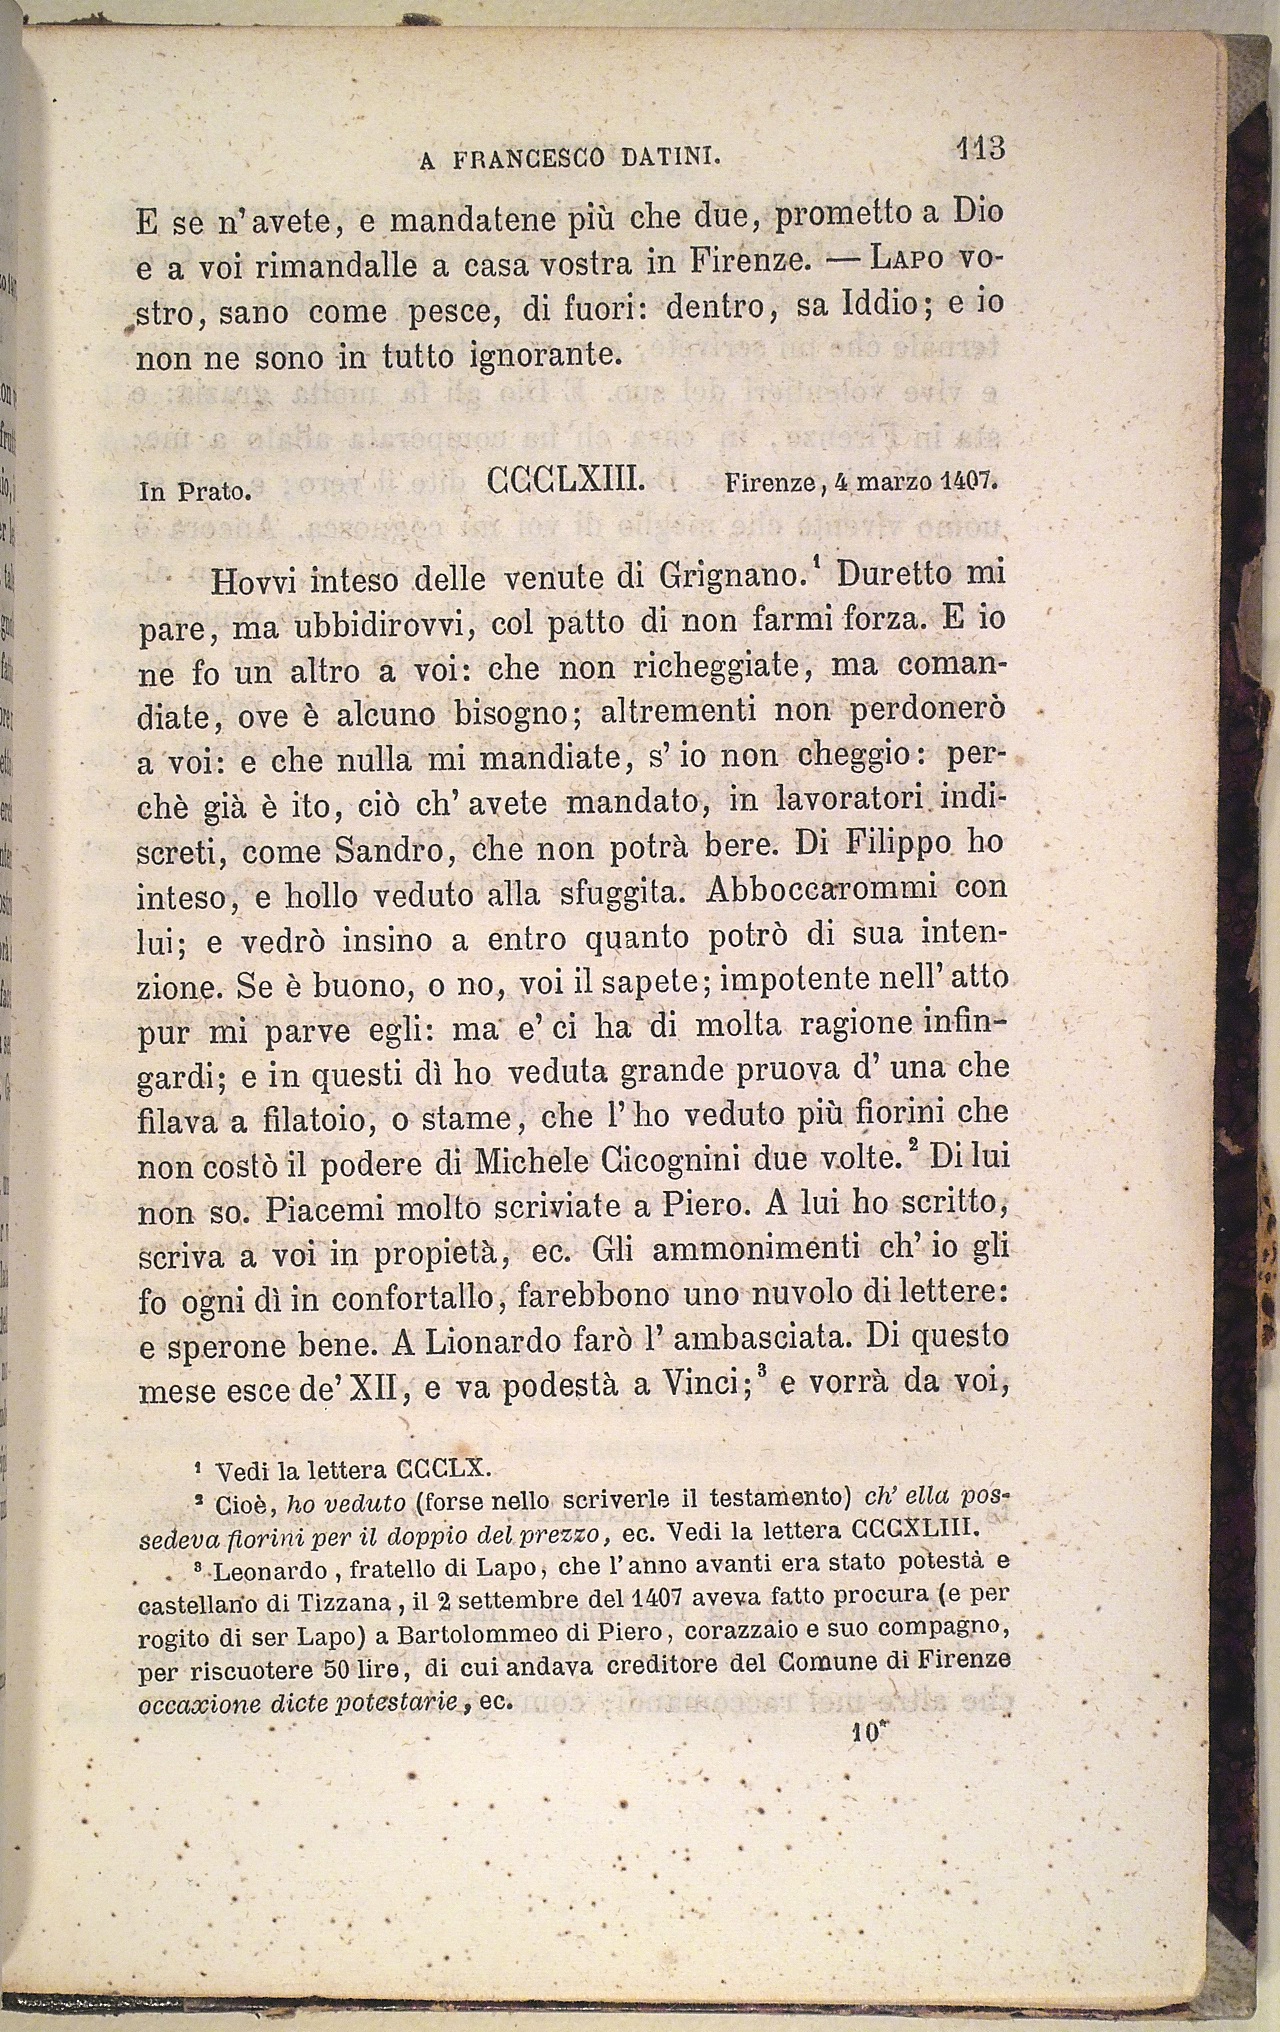 A FRANCESCO DATINI. 113
E se n' avete, e mandatene più che due, prometto a Dio
e a voi rimandalle a casa vostra in Firenze. — LAPO vo-
stro, sano come pesce, di fuori: dentro, sa Iddio; e io
non ne sono in tutto ignorante.
In Prato. CCCLXIII. Firenze, 4 marzo 1407.
Hovvi inteso delle venute di Grignano.¹ Duretto mi
pare, ma ubbidirovvi, col patto di non farmi forza. E io
ne fo un altro a voi: che non richeggiate, ma coman-
diate, ove è alcuno bisogno; altrementi non perdonerò
a voi: e che nulla mi mandiate, s' io non cheggio: per-
chè già è ito, ciò ch' avete mandato, in lavoratori indi-
screti, come Sandro, che non potrà bere. Di Filippo ho
inteso, e hollo veduto alla sfuggita. Abboccarommi con
lui; e vedrò insino a entro quanto potrò di sua inten-
zione. Se è buono, o no, voi il sapete; impotente nell' atto
pur mi parve egli: ma e' ci ha di molta ragione infin-
gardi; e in questi dì ho veduta grande pruova d' una che
filava a filatoio, o stame, che l' ho veduto più fiorini che
non costò il podere di Michele Cicognini due volte.² Di lui
non so. Piacemi molto scriviate a Piero. A lui ho scritto,
scriva a voi in propietà, ec. Gli ammonimenti ch' io gli
fo ogni dì in confortallo, farebbono uno nuvolo di lettere:
e sperone bene. A Lionardo farò l' ambasciata. Di questo
mese esce de' XII, e va podestà a Vinci;³ e vorrà da voi,
¹ Vedi la lettera CCCLX.
² Cioè, ho veduto (forse nello scriverle il testamento) ch' ella pos-
sedeva fiorini per il doppio del prezzo, ec. Vedi la lettera CCCXLIII.
³ Leonardo, fratello di Lapo, che l' anno avanti era stato potestà e
castellano di Tizzana, il 2 settembre del 1407 aveva fatto procura (e per
rogito di ser Lapo) a Bartolommeo di Piero, corazzaio e suo compagno,
per riscuotere 50 lire, di cui andava creditore del Comune di Firenze
occaxione dicte potestarie, ec.
10*